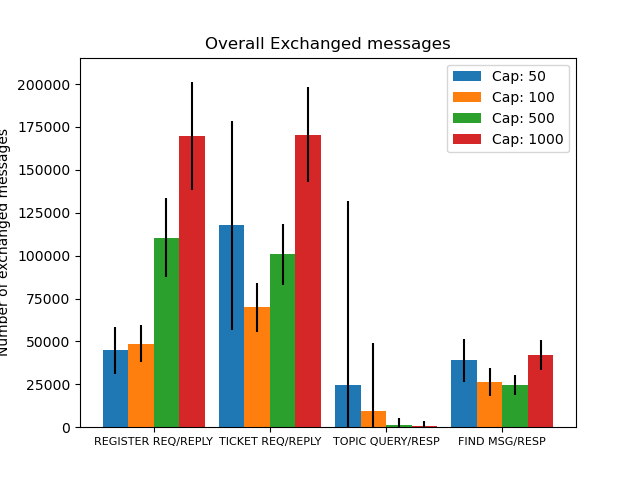 Overall Exchanged messages
Cap: 50
Cap: 100
Cap: 500
Cap: 1000
Number of exchanged messages
200000
175000
150000
125000
100000
75000
50000
25000
0
REGISTER REQ/REPLY TICKET REQ/REPLY TOPIC QUERY/RESP FIND MSG/RESP